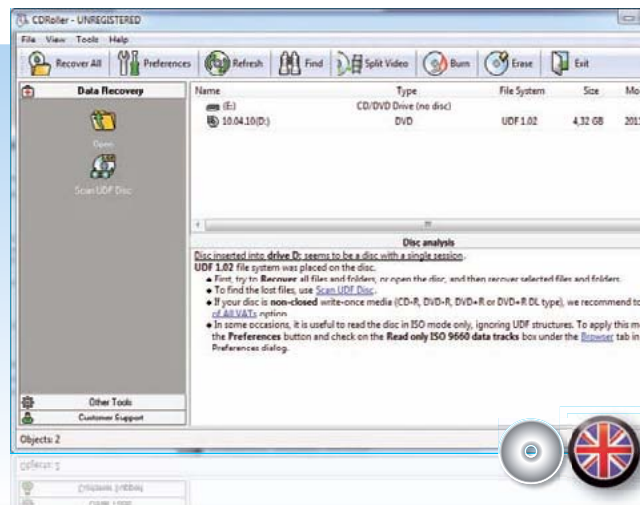 CDRoller - UNREGISTERED
File View Tools Help
Recover All Preferences Refresh Find Split Video Burn Erase Exit
Data Recovery
Open
Scan UDF Disc
Other Tools
Customer Support
Name Type File System Size
(E:) CD/DVD Drive (no disc)
10.04.10(D:) DVD UDF 1.02 4,32 GB
Disc analysis
Disc inserted into drive D: seems to be a disc with a single session.
UDF 1.02 file system was placed on the disc.
First, try to Recover all files and folders, or open the disc, and then recover selected files and folders.
To find the lost files, use Scan UDF Disc.
If your disc is non-closed write-once media (CD-R, DVD-R, DVD+R or DVD+R DL type), we recommend to
of All VATs option.
In some occasions, it is useful to read the disc in ISO mode only, ignoring UDF structures. To apply this
the Preferences button and check on the Read only ISO 9660 data tracks box under the Browser tab in
Preferences dialog.
Objects: 2